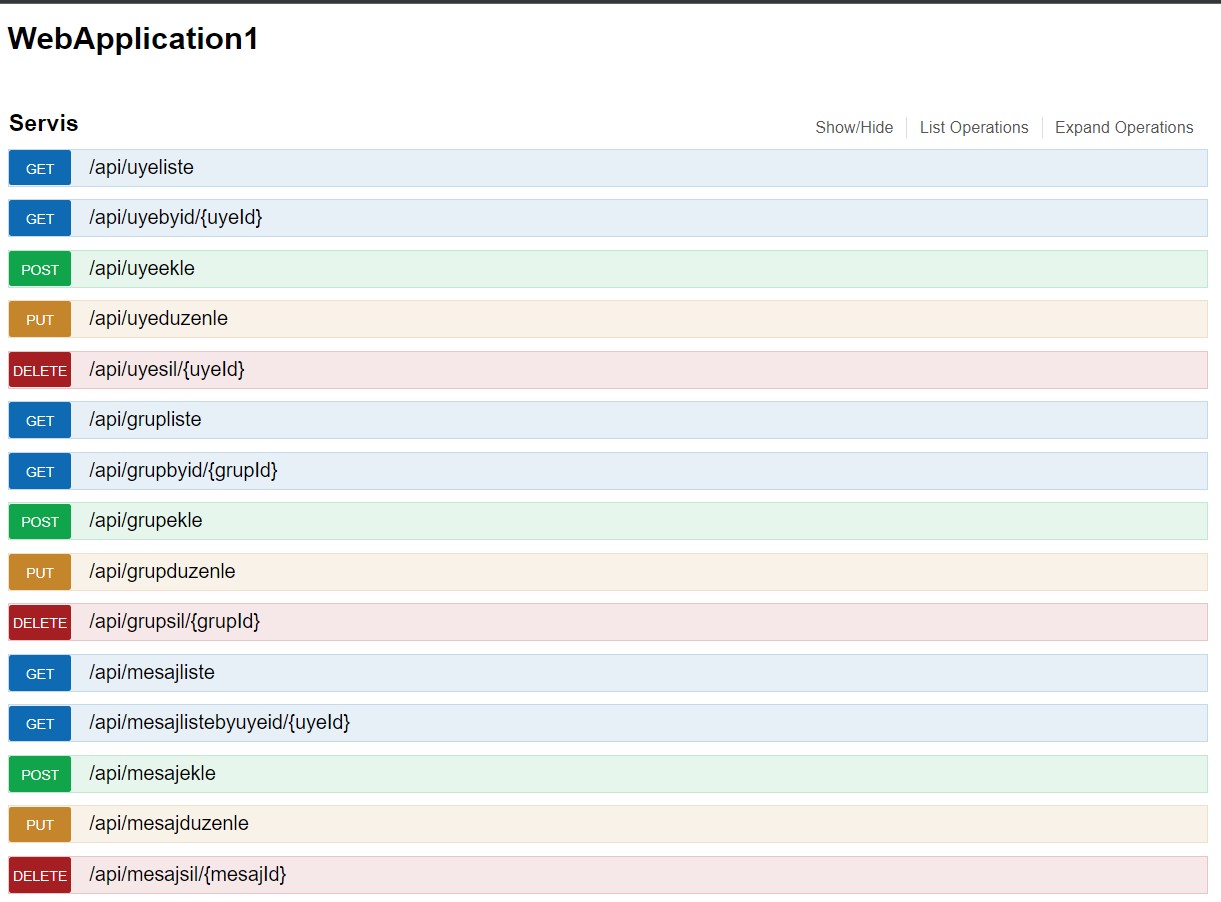 WebApplication1
Servis Show/Hide List Operations Expand Operations
GET /api/uyeliste
GET /api/uyebyid/{uyeId}
POST /api/uyeekle
PUT /api/uyeduzenle
DELETE /api/uyesil/{uyeId}
GET /api/grupliste
GET /api/grupbyid/{grupId}
POST /api/grupekle
PUT /api/grupduzenle
DELETE /api/grupsil/{grupId}
GET /api/mesajliste
GET /api/mesajlistebyuyeid/{uyeId}
POST /api/mesajekle
PUT /api/mesajduzenle
DELETE /api/mesajsil/{mesajId}